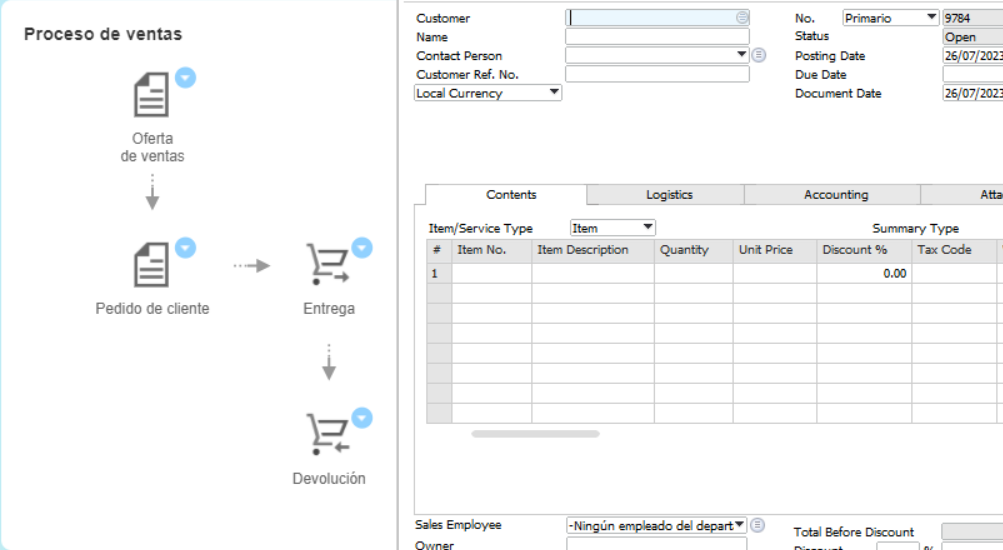 Proceso de ventas
Oferta
de ventas
Pedido de cliente
Entrega
Devolución
Customer
Name
Contact Person
Customer Ref. No.
Local Currency
No. Primario 9784
Status Open
Posting Date 26/07/2023
Due Date
Document Date 26/07/2023
Contents Logistics Accounting Atta
Item/Service Type Item Summary Type
# Item No. Item Description Quantity Unit Price Discount % Tax Code
1 0.00
Sales Employee -Ningún empleado del depart
Owner
Total Before Discount
Discount %